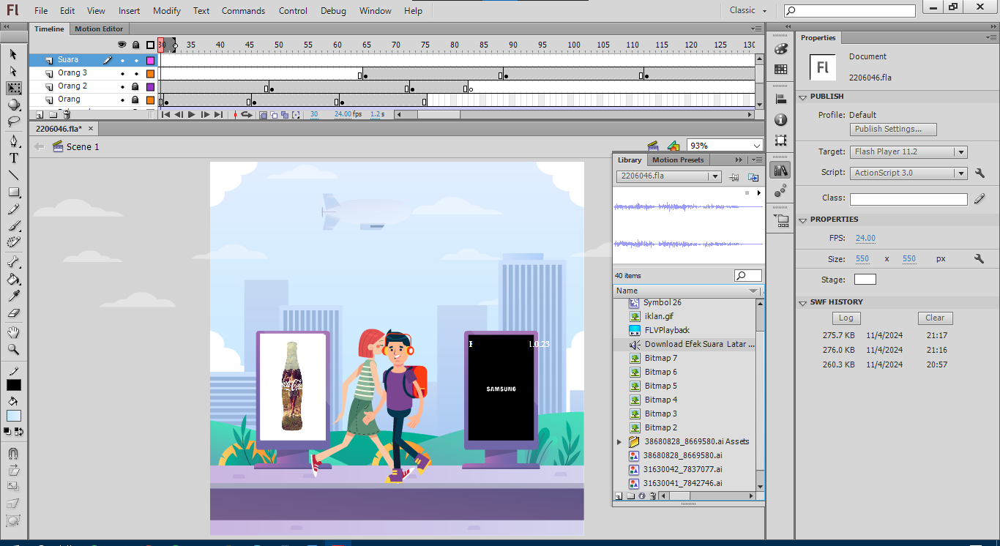 Fl File Edit View Insert Modify Text Commands Control Debug Window Help Classic
Timeline Motion Editor
30 35 40 45 50 55 60 65 70 75 80 85 90 95 100 105 110 115 120 125 130
Suara
Orang 3
Orang 2
Orang
30 24.00 fps 1.2 s
2206046.fla* ×
Scene 1
93%
SAMSUNG
Coca-Cola
1.0.23
Library Motion Presets
2206046.fla
40 items
Name
Symbol 26
iklan.gif
FLVPlayback
Download Efek Suara Latar ...
Bitmap 7
Bitmap 6
Bitmap 5
Bitmap 4
Bitmap 3
Bitmap 2
38680828_8669580.ai Assets
38680828_8669580.ai
31630042_7837077.ai
31630041_7842746.ai
Properties
Fl
Document
2206046.fla
PUBLISH
Profile: Default
Publish Settings...
Target: Flash Player 11.2
Script: ActionScript 3.0
Class:
PROPERTIES
FPS: 24.00
Size: 550 x 550 px
Stage:
SWF HISTORY
Log Clear
275.7 KB 11/4/2024 21:17
276.0 KB 11/4/2024 21:16
260.3 KB 11/4/2024 20:57